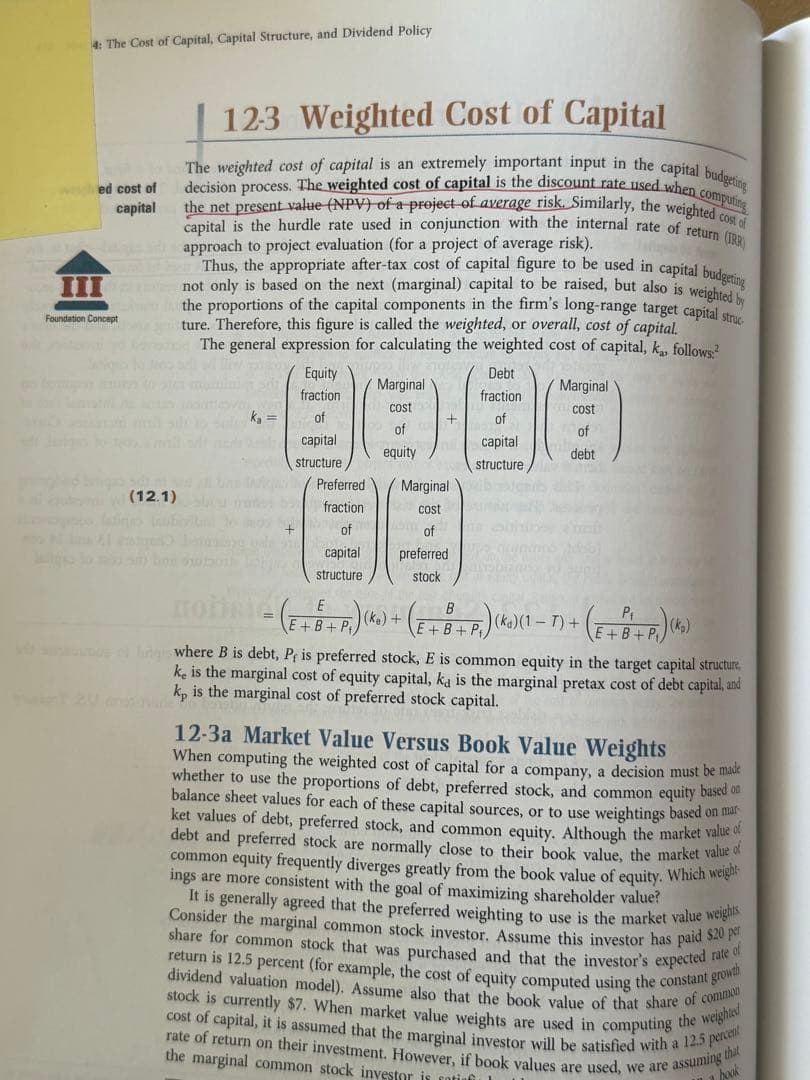 4: The Cost of Capital, Capital Structure, and Dividend Policy
12-3 Weighted Cost of Capital
The weighted cost of capital is an extremely important input in the capital budgeting
ed cost of
capital
decision process. The weighted cost of capital is the discount rate used when computing
the net present value (NPV) of a project of average risk. Similarly, the weighted cost of
capital is the hurdle rate used in conjunction with the internal rate of return (IRR)
approach to project evaluation (for a project of average risk).
Foundation Concept
Thus, the appropriate after-tax cost of capital figure to be used in capital budgeting
not only is based on the next (marginal) capital to be raised, but also is weighted by
the proportions of the capital components in the firm's long-range target capital struc-
ture. Therefore, this figure is called the weighted, or overall, cost of capital.
The general expression for calculating the weighted cost of capital, kₐ, follows:²
kₐ = (Equity fraction of capital structure) (Marginal cost of equity) + (Debt fraction of capital structure) (Marginal cost of debt)
(12.1)
+ (Preferred fraction of capital structure) (Marginal cost of preferred stock)
= (E / E + B + Pf) (ke) + (B / E + B + Pf) (kd)(1 − T) + (Pf / E + B + Pf) (kp)
where B is debt, Pf is preferred stock, E is common equity in the target capital structure,
ke is the marginal cost of equity capital, kd is the marginal pretax cost of debt capital, and
kp is the marginal cost of preferred stock capital.
12-3a Market Value Versus Book Value Weights
When computing the weighted cost of capital for a company, a decision must be made
whether to use the proportions of debt, preferred stock, and common equity based on
balance sheet values for each of these capital sources, or to use weightings based on mar-
ket values of debt, preferred stock, and common equity. Although the market value of
debt and preferred stock are normally close to their book value, the market value of
common equity frequently diverges greatly from the book value of equity. Which weight-
ings are more consistent with the goal of maximizing shareholder value?
It is generally agreed that the preferred weighting to use is the market value weights.
Consider the marginal common stock investor. Assume this investor has paid $20 per
share for common stock that was purchased and that the investor's expected rate of
return is 12.5 percent (for example, the cost of equity computed using the constant growth
dividend valuation model). Assume also that the book value of that share of common
stock is currently $7. When market value weights are used in computing the weighted
cost of capital, it is assumed that the marginal investor will be satisfied with a 12.5 percent
rate of return on their investment. However, if book values are used, we are assuming that
the marginal common stock investor is book